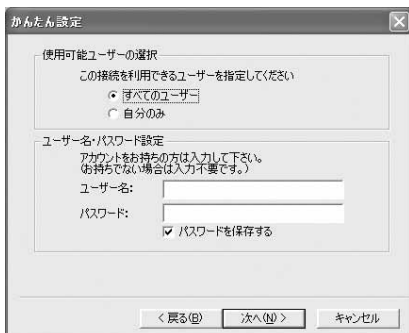 かんたん設定
使用可能ユーザーの選択
この接続を利用できるユーザーを指定してください
すべてのユーザー
自分のみ
ユーザー名・パスワード設定
アカウントをお持ちの方は入力して下さい。
(お持ちでない場合は入力不要です。)
ユーザー名:
パスワード:
パスワードを保存する
< 戻る(B) 次へ(N) > キャンセル